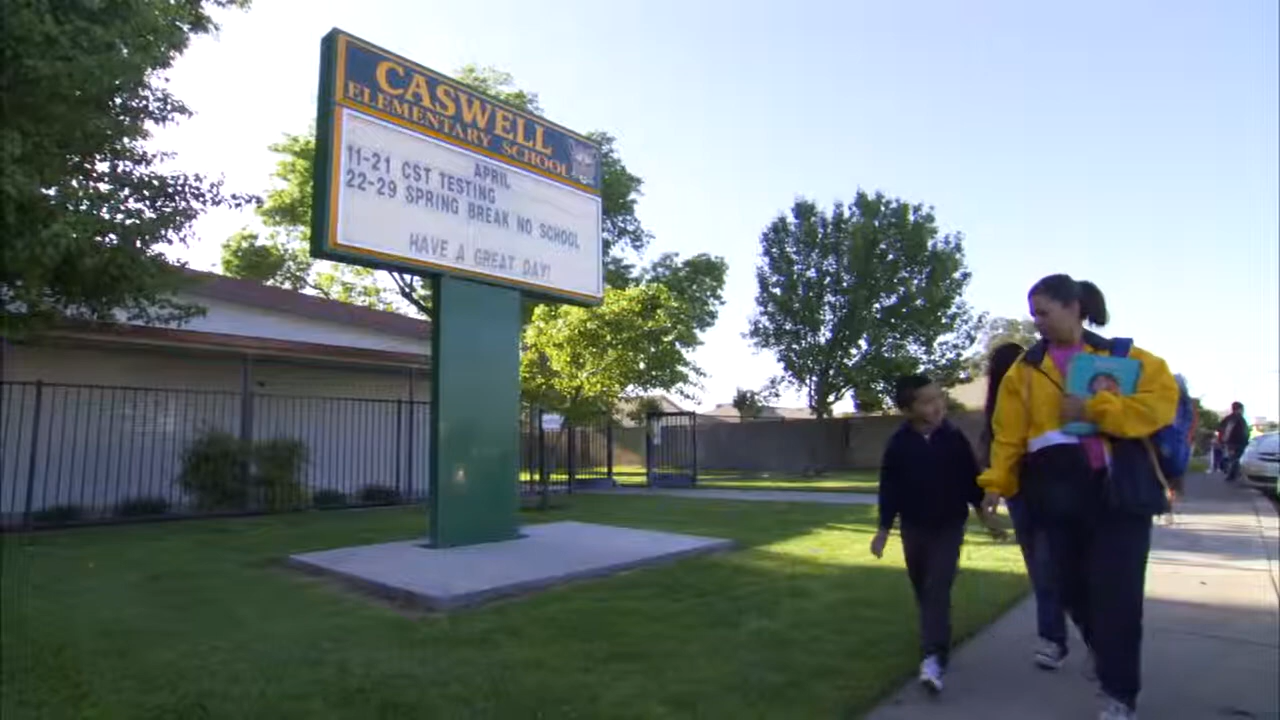 CASWELL
ELEMENTARY SCHOOL
APRIL
11-21 CST TESTING
22-29 SPRING BREAK NO SCHOOL
HAVE A GREAT DAY!